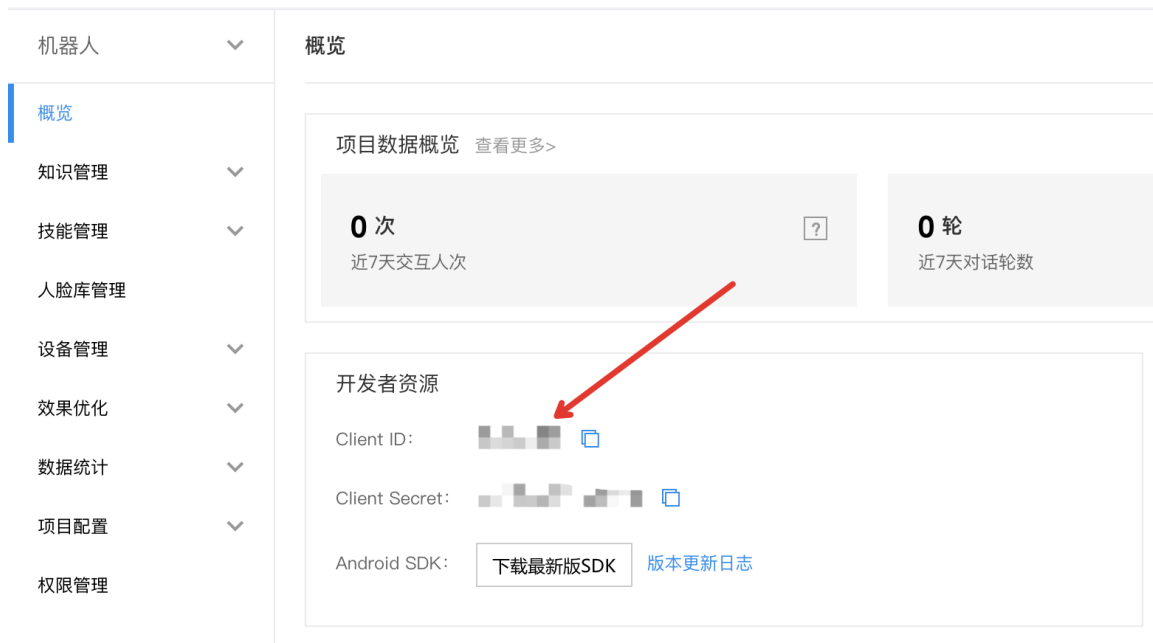 机器人
概览
知识管理
技能管理
人脸库管理
设备管理
效果优化
数据统计
项目配置
权限管理
概览
项目数据概览 查看更多>
0 次
?
近7天交互人次
0 轮
近7天对话轮数
开发者资源
Client ID:
Client Secret:
Android SDK: 下载最新版SDK 版本更新日志